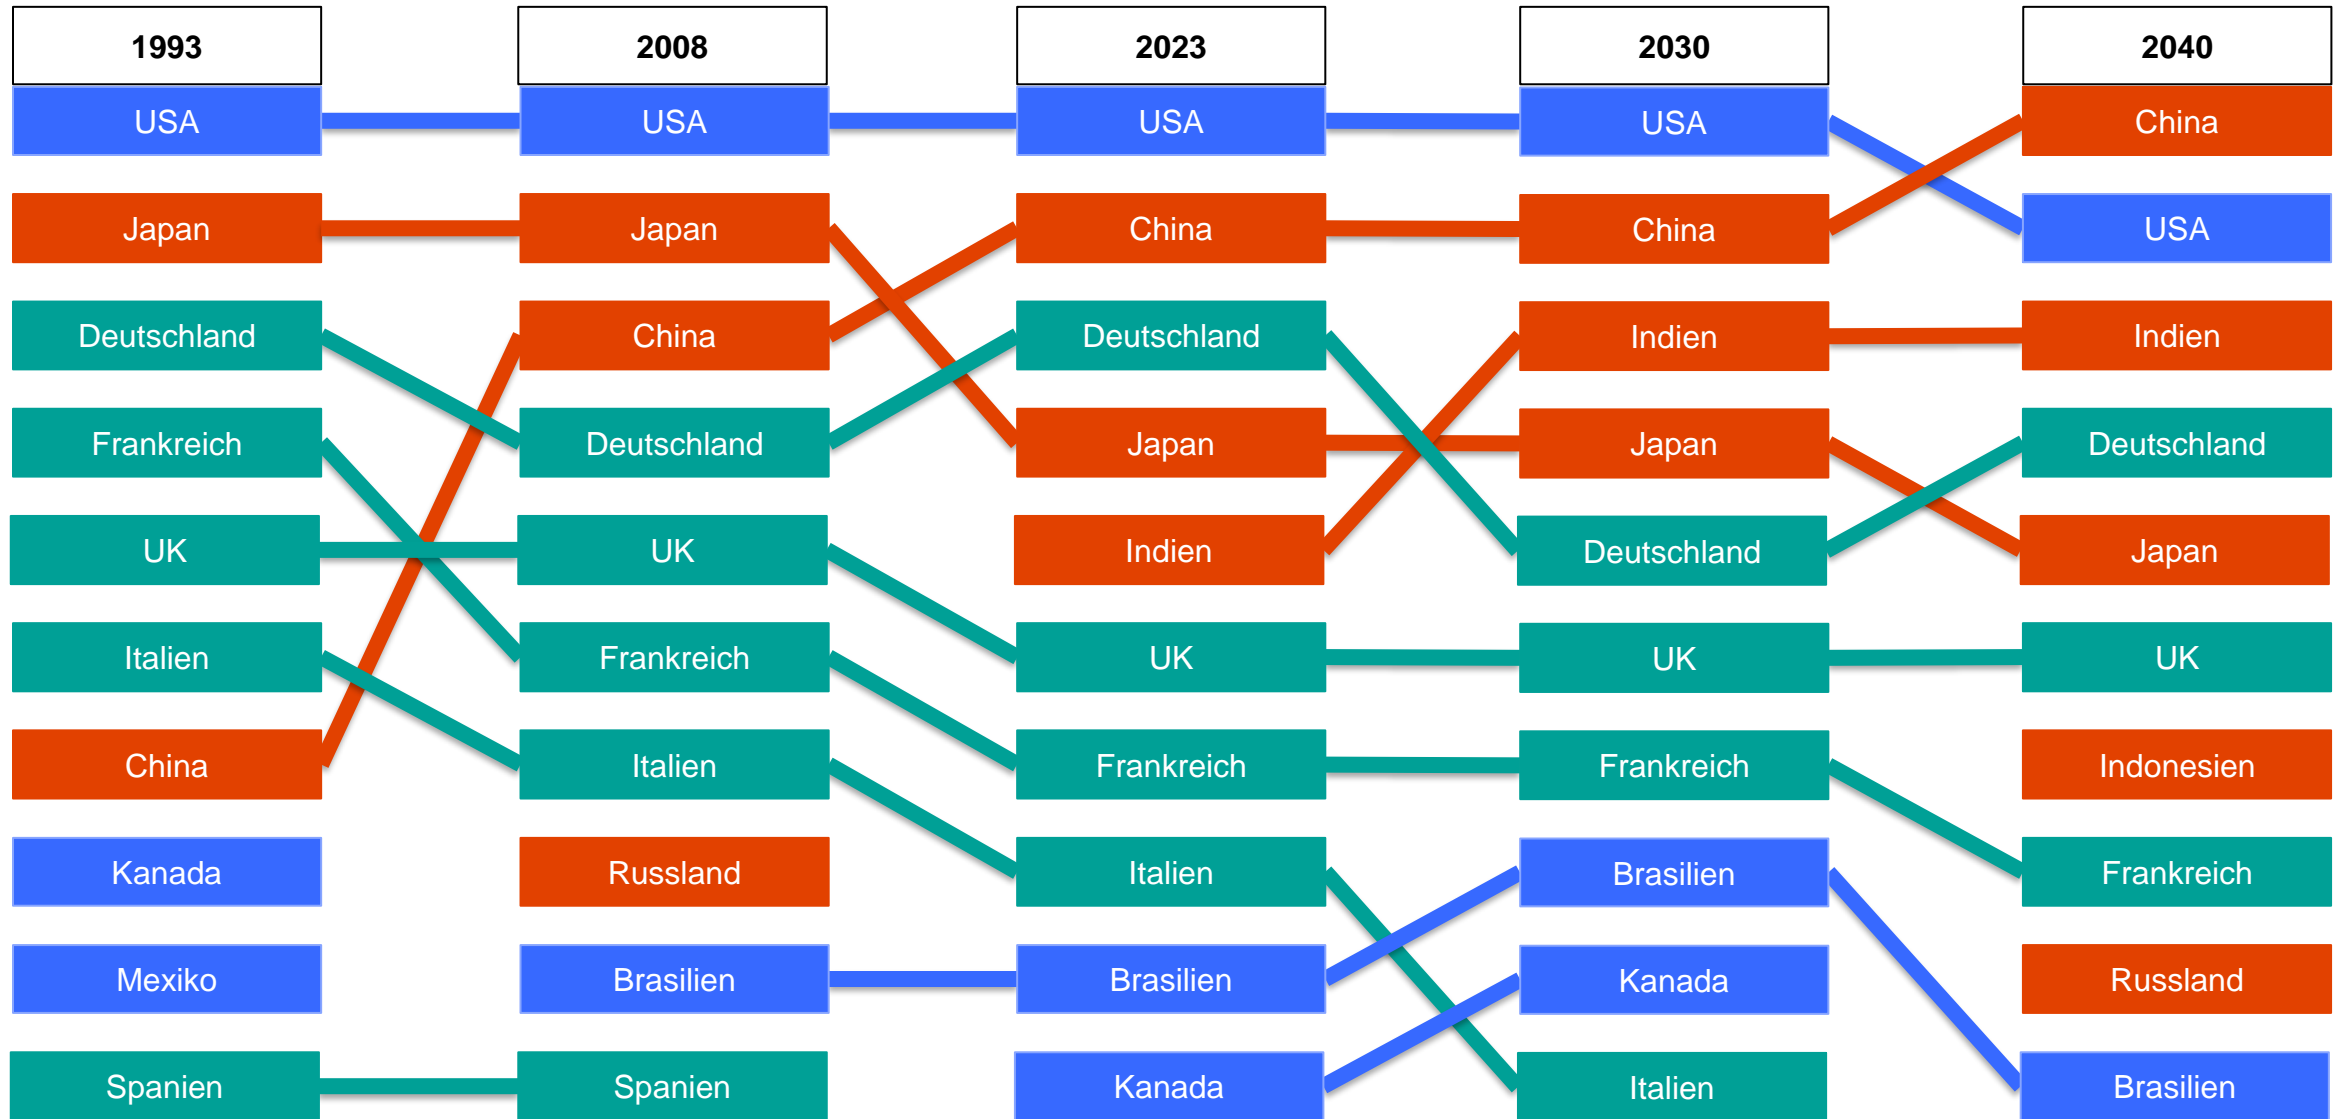 1993 2008 2023 2030 2040
USA USA USA USA China
Japan Japan China China USA
Deutschland China Deutschland Indien Indien
Frankreich Deutschland Japan Japan Deutschland
UK UK Indien Deutschland Japan
Italien Frankreich UK UK UK
China Italien Frankreich Frankreich Indonesien
Kanada Russland Italien Brasilien Frankreich
Mexiko Brasilien Brasilien Kanada Russland
Spanien Spanien Kanada Italien Brasilien